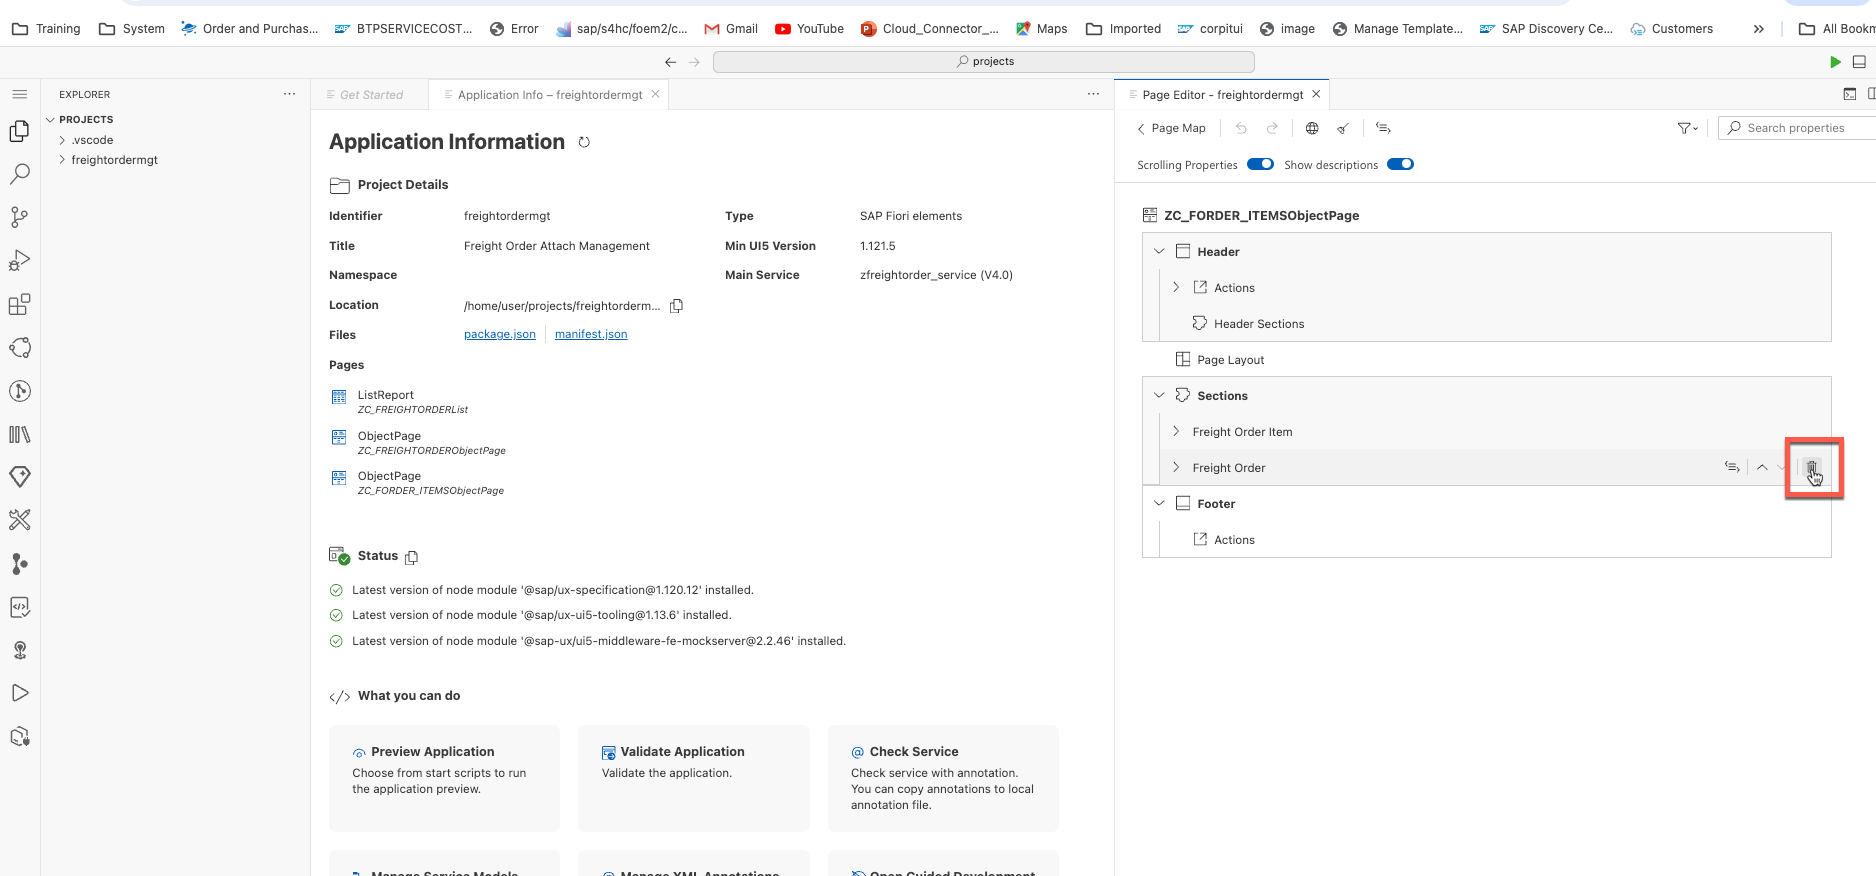 Training System Order and Purchas... BTPSERVICECOST... Error sap/s4hc/foem2/c... Gmail YouTube Cloud_Connector_... Maps Imported corpitui image Manage Template... SAP Discovery Ce... Customers » All Bookm
projects
EXPLORER ...
PROJECTS
.vscode
freightordermgt
Get Started Application Info – freightordermgt ...
Application Information
Project Details
Identifier freightordermgt Type SAP Fiori elements
Title Freight Order Attach Management Min UI5 Version 1.121.5
Namespace Main Service zfreightorder_service (V4.0)
Location /home/user/projects/freightorderm...
Files package.json manifest.json
Pages
ListReport
ZC_FREIGHTORDERList
ObjectPage
ZC_FREIGHTORDERObjectPage
ObjectPage
ZC_FORDER_ITEMSObjectPage
Status
Latest version of node module '@sap/ux-specification@1.120.12' installed.
Latest version of node module '@sap/ux-ui5-tooling@1.13.6' installed.
Latest version of node module '@sap-ux/ui5-middleware-fe-mockserver@2.2.46' installed.
What you can do
Preview Application
Choose from start scripts to run
the application preview.
Validate Application
Validate the application.
Check Service
Check service with annotation.
You can copy annotations to local
annotation file.
Manage Service Models Manage XML Annotations Open Guided Development
Page Editor - freightordermgt
Page Map Search properties
Scrolling Properties Show descriptions
ZC_FORDER_ITEMSObjectPage
Header
Actions
Header Sections
Page Layout
Sections
Freight Order Item
Freight Order
Footer
Actions